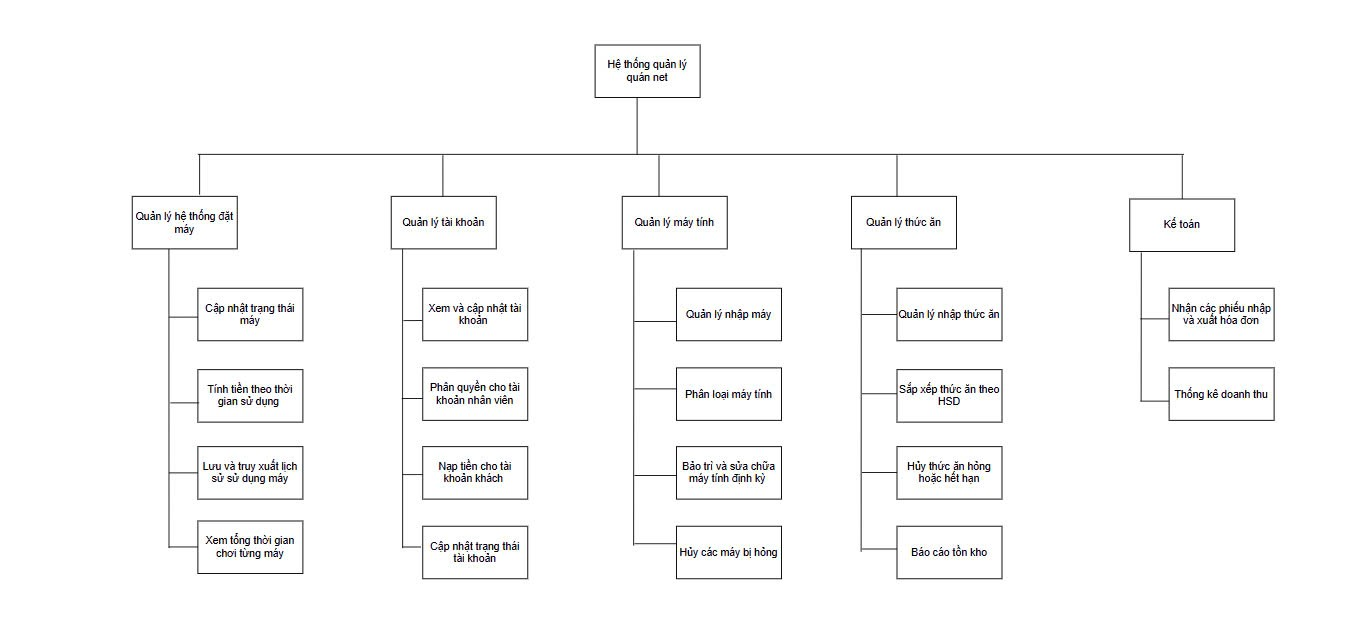 Hệ thống quản lý
quán net
Quản lý hệ thống đặt
máy
Quản lý tài khoản
Quản lý máy tính
Quản lý thức ăn
Kế toán
Cập nhật trạng thái
máy
Tính tiền theo thời
gian sử dụng
Lưu và truy xuất lịch
sử sử dụng máy
Xem tổng thời gian
chơi từng máy
Xem và cập nhật tài
khoản
Phân quyền cho tài
khoản nhân viên
Nạp tiền cho tài
khoản khách
Cập nhật trạng thái
tài khoản
Quản lý nhập máy
Phân loại máy tính
Bảo trì và sửa chữa
máy tính định kỳ
Hủy các máy bị hỏng
Quản lý nhập thức ăn
Sắp xếp thức ăn theo
HSD
Hủy thức ăn hỏng
hoặc hết hạn
Báo cáo tồn kho
Nhận các phiếu nhập
và xuất hóa đơn
Thống kê doanh thu